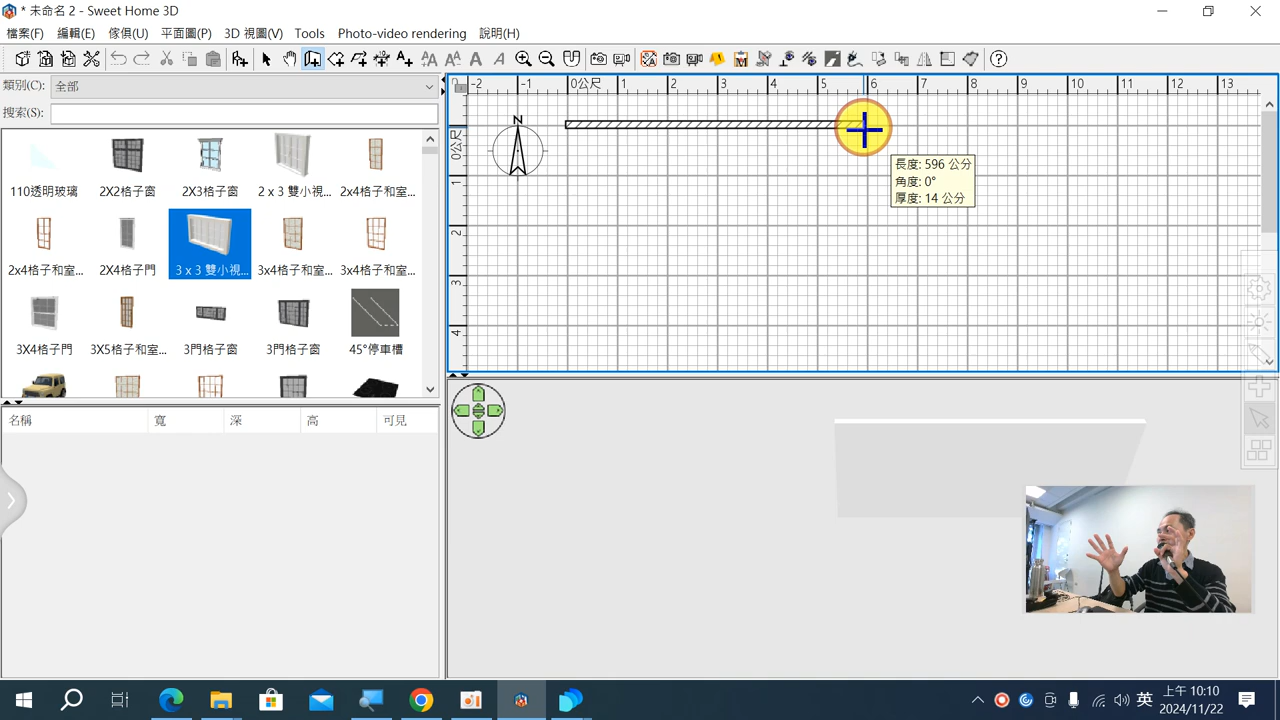 * 未命名 2 - Sweet Home 3D
檔案(F) 編輯(E) 傢俱(U) 平面圖(P) 3D 視圖(V) Tools Photo-video rendering 說明(H)
類別(C): 全部
搜索(S):
110透明玻璃 2X2格子窗 2X3格子窗 2 x 3 雙小視... 2x4格子和室...
2x4格子和室... 2X4格子門 3 x 3 雙小視... 3x4格子和室... 3x4格子和室...
3X4格子門 3X5格子和室... 3門格子窗 3門格子窗 45°停車槽
名稱 寬 深 高 可見
-2 -1 0公尺 1 2 3 4 5 6 7 8 9 10 11 12 13
0公尺
1
2
3
4
N
長度: 596 公分
角度: 0°
厚度: 14 公分
英
上午 10:10
2024/11/22